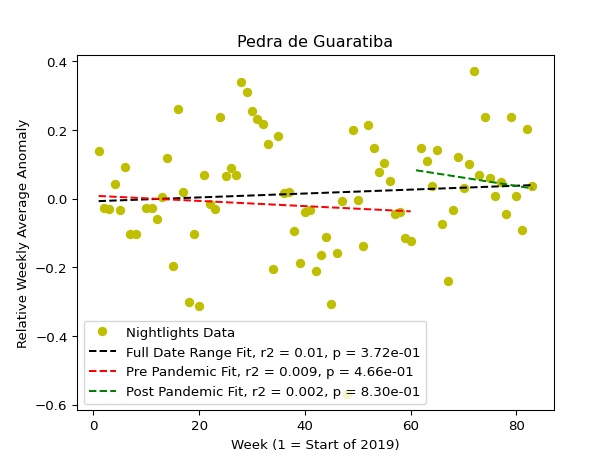 Pedra de Guaratiba
Relative Weekly Average Anomaly
0.4
0.2
0.0
−0.2
−0.4
−0.6
Nightlights Data
Full Date Range Fit, r2 = 0.01, p = 3.72e-01
Pre Pandemic Fit, r2 = 0.009, p = 4.66e-01
Post Pandemic Fit, r2 = 0.002, p = 8.30e-01
0 20 40 60 80
Week (1 = Start of 2019)